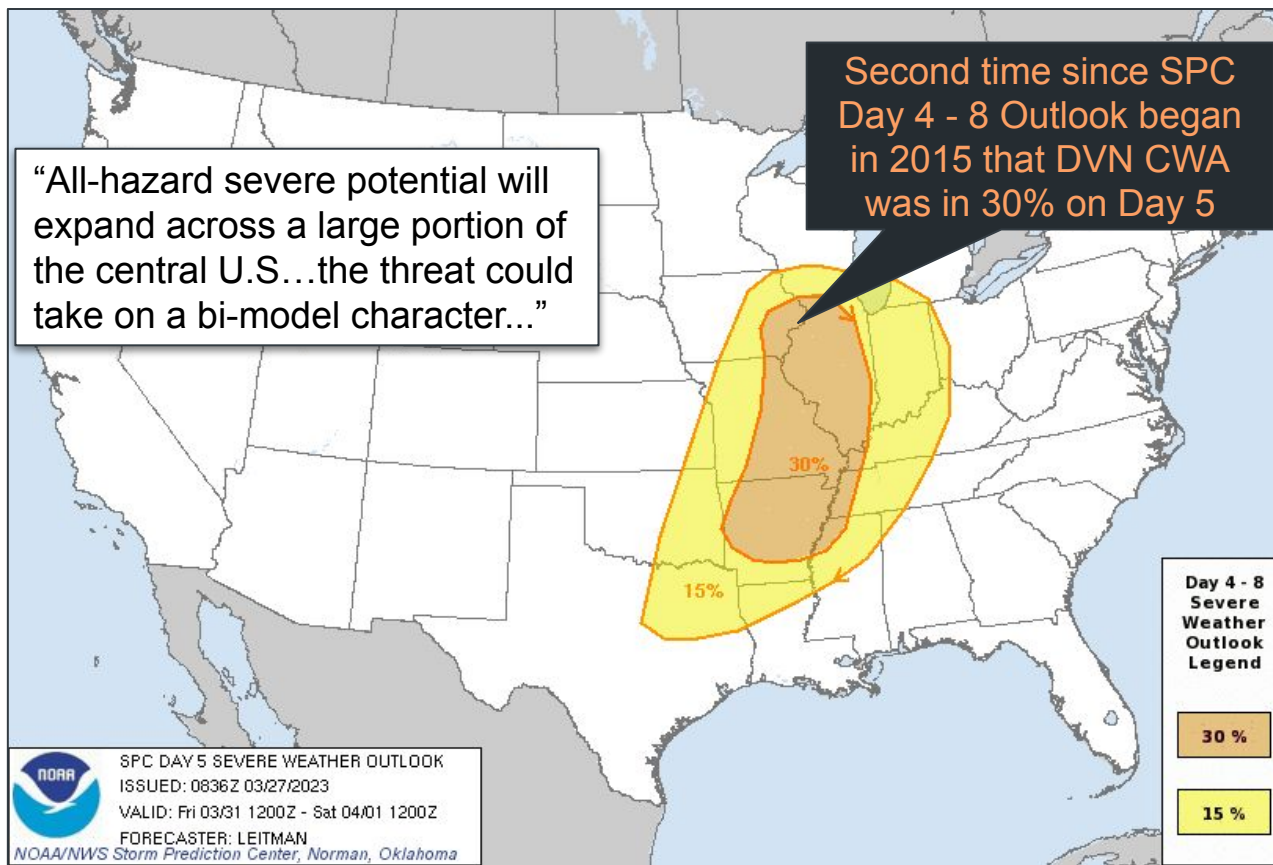 “All-hazard severe potential will
expand across a large portion of
the central U.S…the threat could
take on a bi-model character...”
Second time since SPC
Day 4 - 8 Outlook began
in 2015 that DVN CWA
was in 30% on Day 5
30%
15%
Day 4 - 8
Severe
Weather
Outlook
Legend
30 %
15 %
NOAA
SPC DAY 5 SEVERE WEATHER OUTLOOK
ISSUED: 0836Z 03/27/2023
VALID: Fri 03/31 1200Z - Sat 04/01 1200Z
FORECASTER: LEITMAN
NOAA/NWS Storm Prediction Center, Norman, Oklahoma